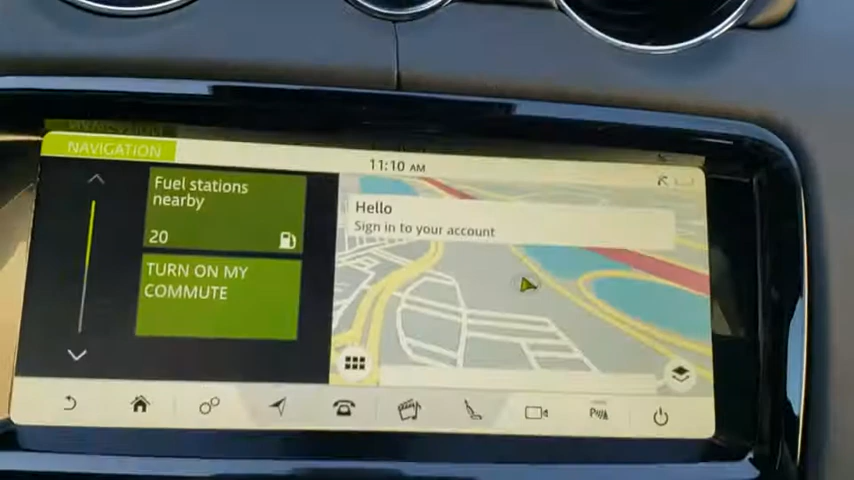 NAVIGATION
11:10 AM
Fuel stations
nearby
20
TURN ON MY
COMMUTE
Hello
Sign in to your account